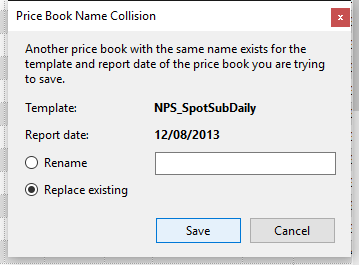 Price Book Name Collision
x
Another price book with the same name exists for the
template and report date of the price book you are trying
to save.
Template: NPS_SpotSubDaily
Report date: 12/08/2013
Rename
Replace existing
Save Cancel